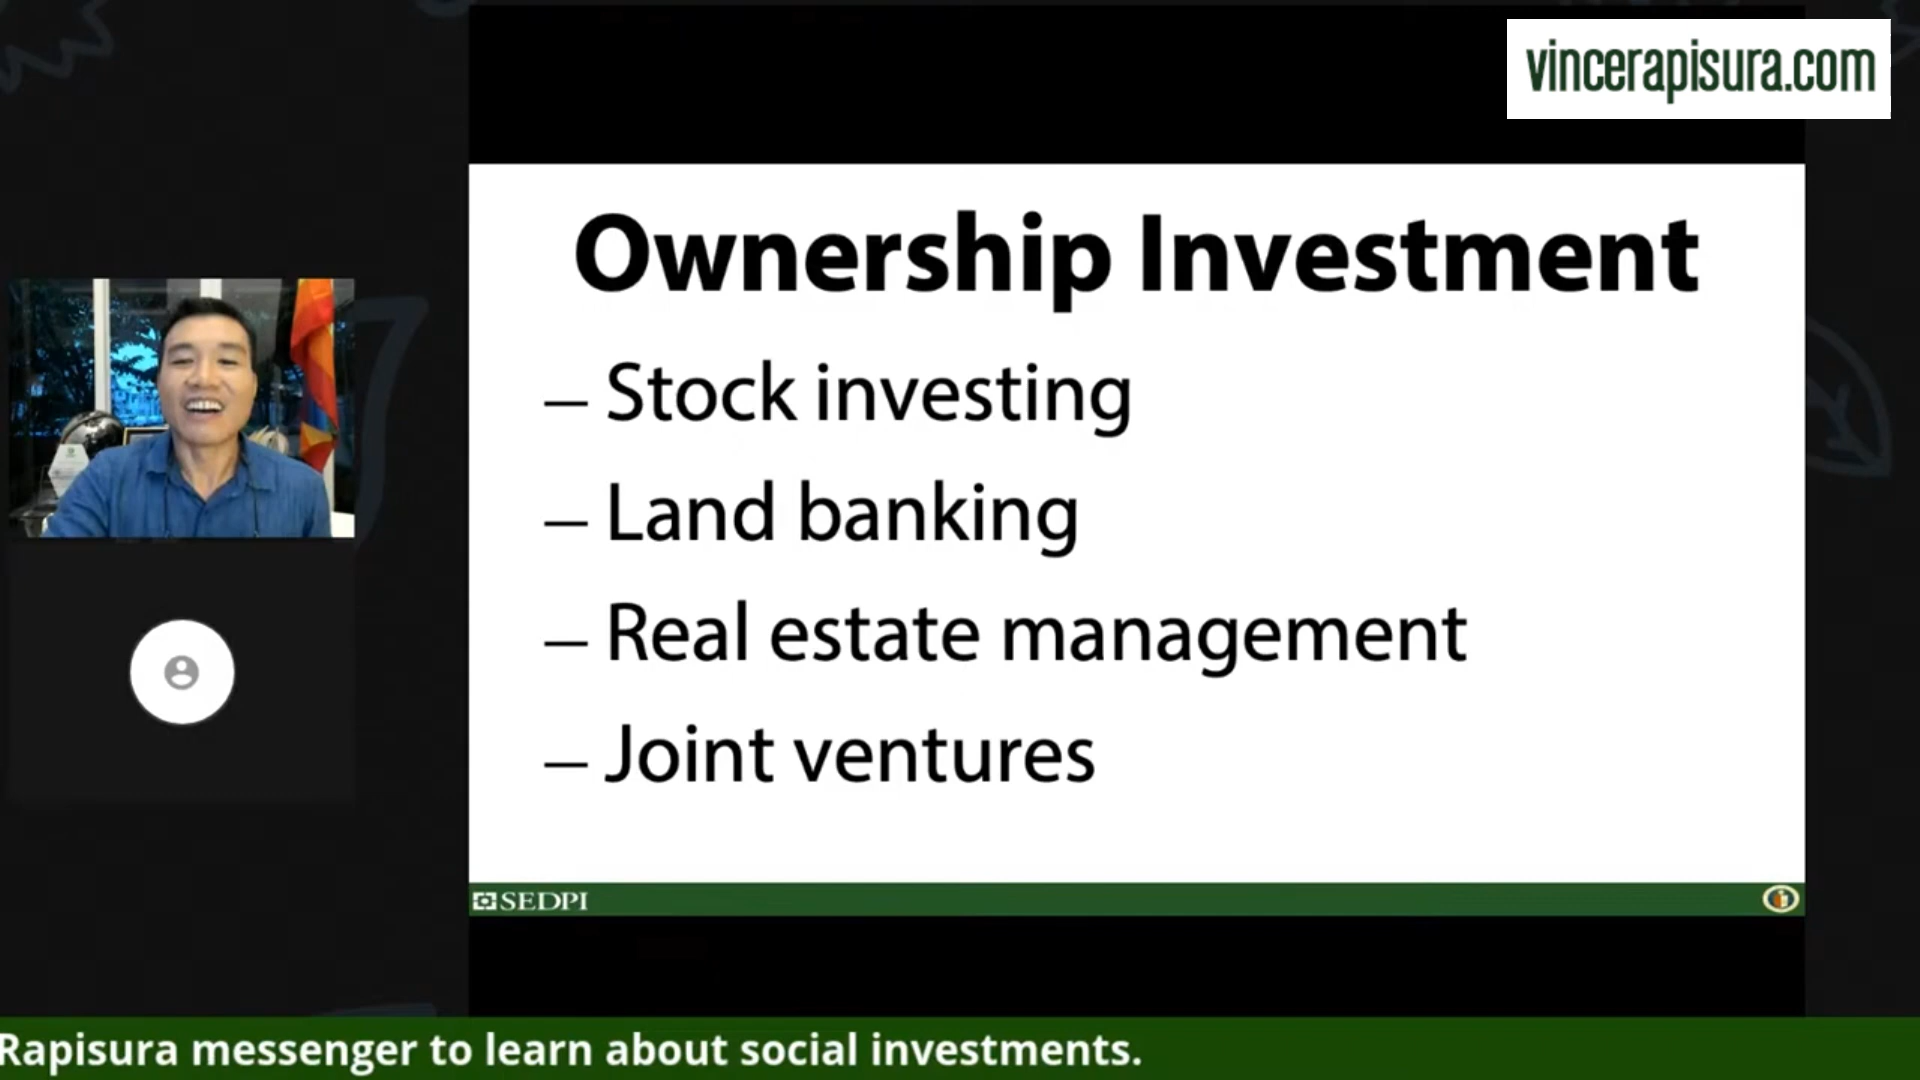 vincerapisura.com
Ownership Investment
– Stock investing
– Land banking
– Real estate management
– Joint ventures
SEDPI
Rapisura messenger to learn about social investments.